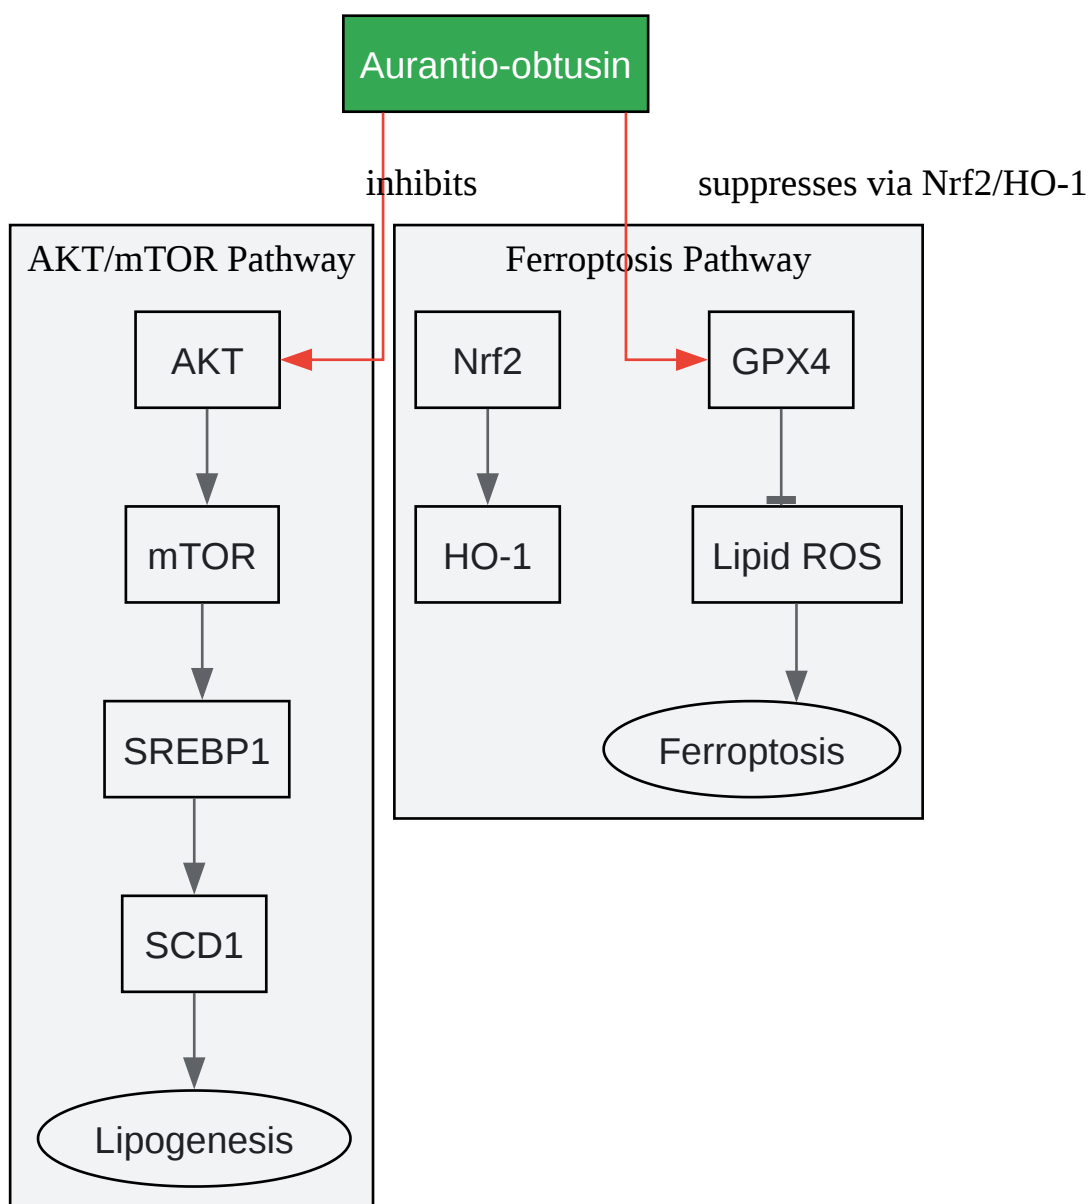 Aurantio-obtusin
inhibits
suppresses via Nrf2/HO-1
AKT/mTOR Pathway
Ferroptosis Pathway
AKT
Nrf2
GPX4
mTOR
HO-1
Lipid ROS
SREBP1
Ferroptosis
SCD1
Lipogenesis